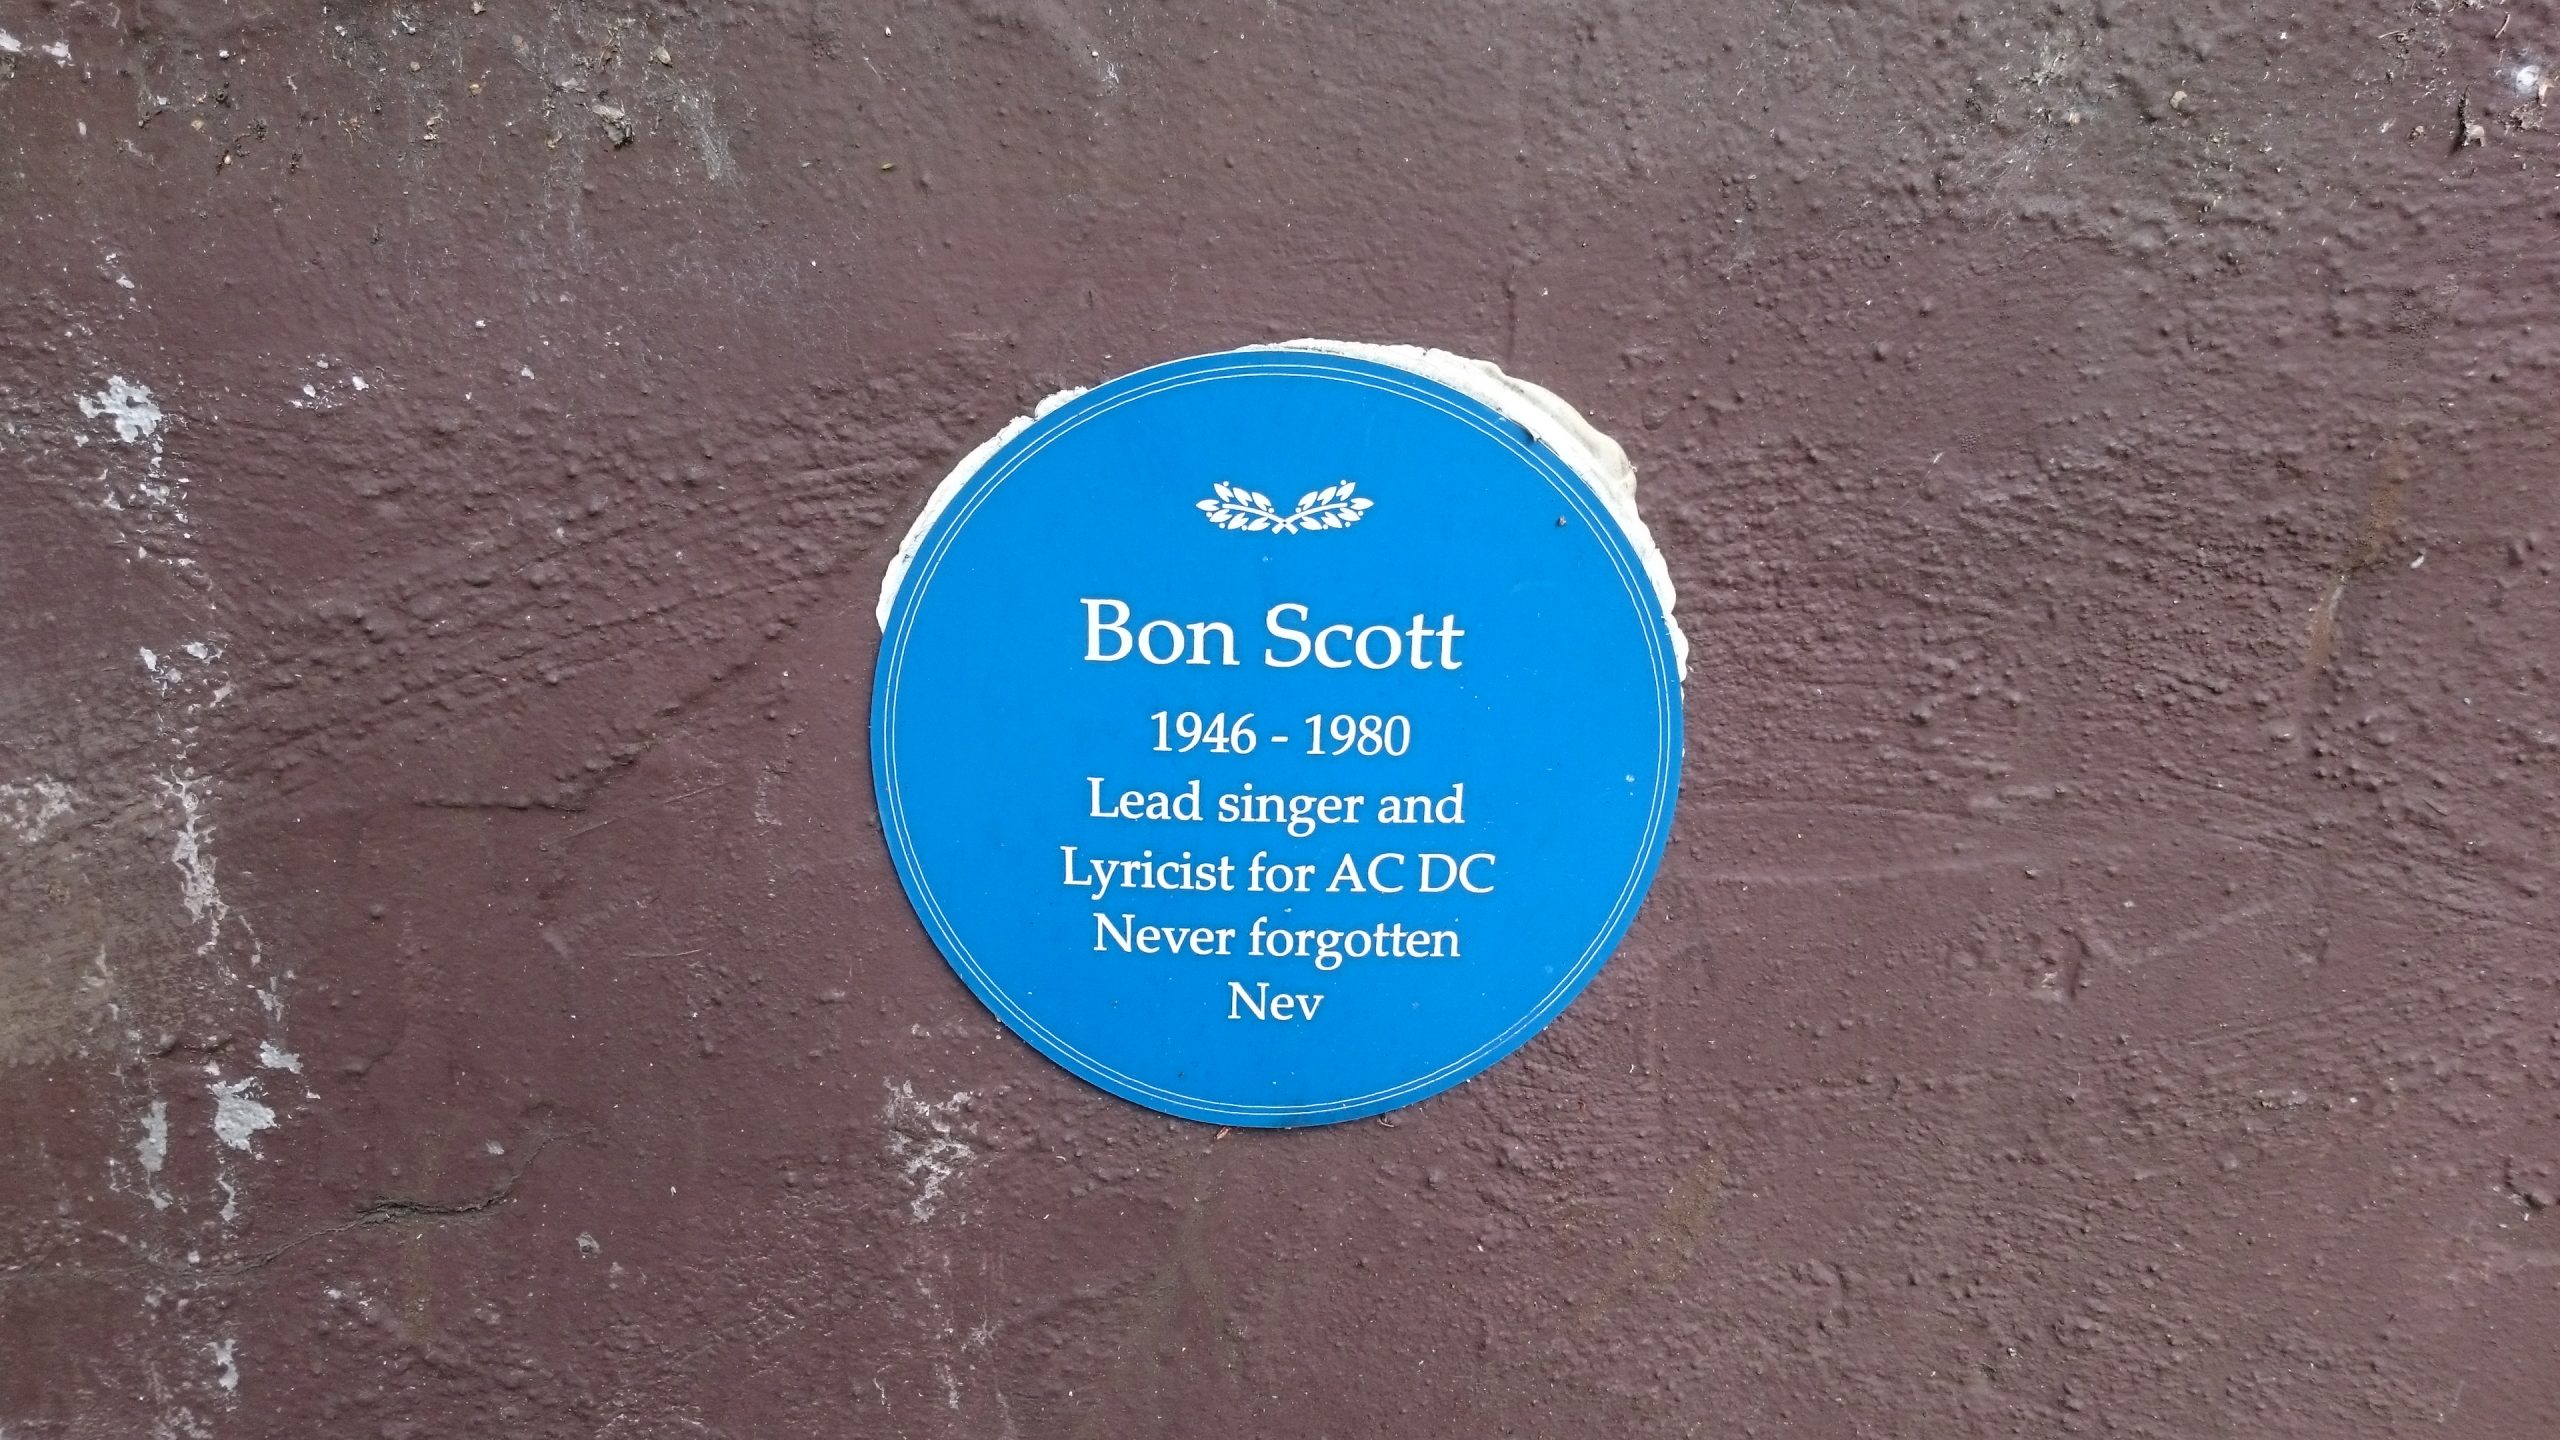 Bon Scott
1946 - 1980
Lead singer and
Lyricist for AC DC
Never forgotten
Nev